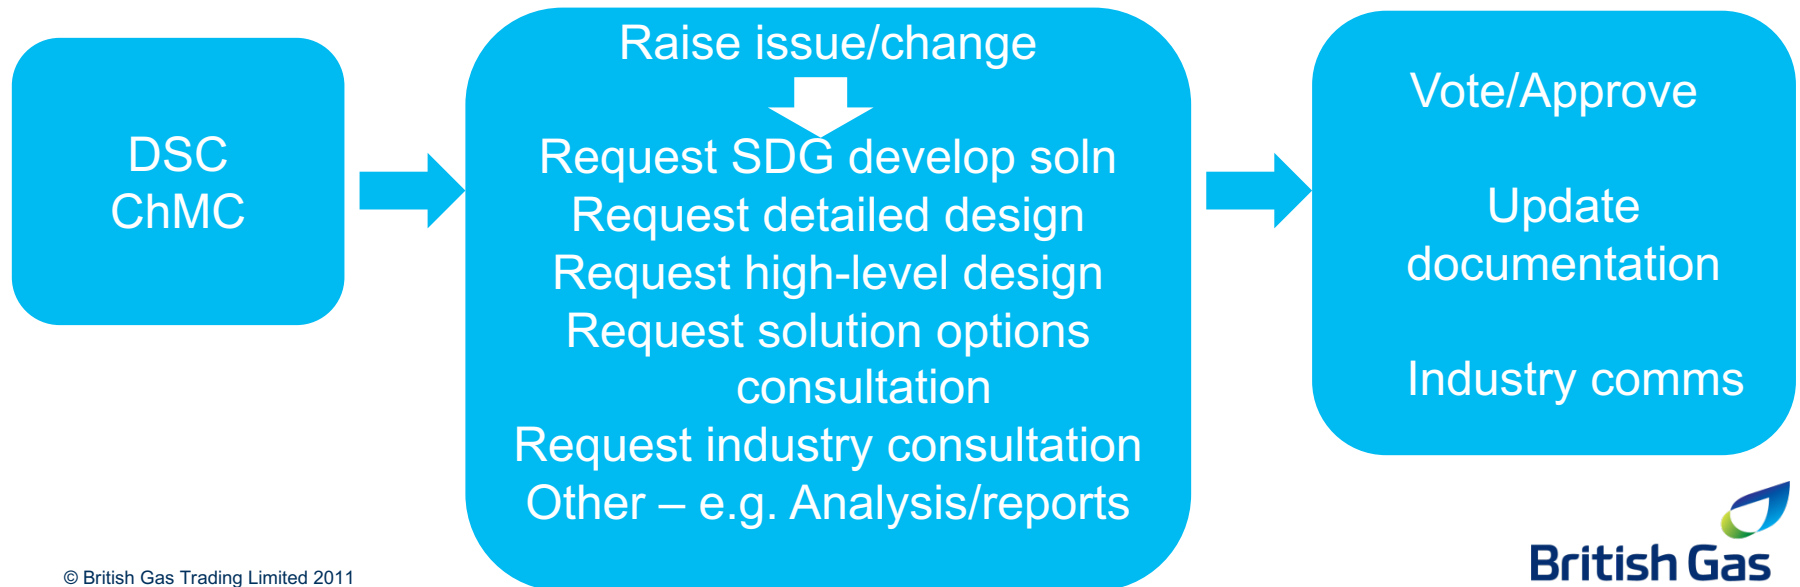 DSC
ChMC
Raise issue/change
Request SDG develop soln
Request detailed design
Request high-level design
Request solution options
consultation
Request industry consultation
Other – e.g. Analysis/reports
Vote/Approve
Update
documentation
Industry comms
© British Gas Trading Limited 2011
British Gas